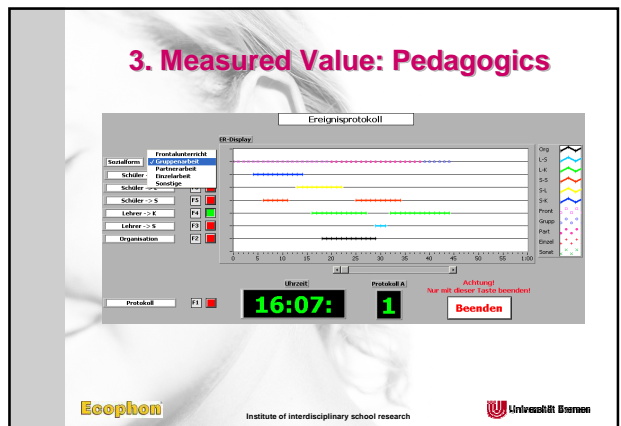 3. Measured Value: Pedagogics
Ereignisprotokoll
ER-Display
Sozialform
Frontalunterricht
✓ Gruppenarbeit
Partnerarbeit
Einzelarbeit
Sonstige
Schüler -
Schüler ->
Schüler -> S F5
Lehrer -> K F4
Lehrer -> S F3
Organisation F2
0 5 10 15 20 25 30 35 40 45 50 55 1:00
Org
L-S
L-K
S-S
S-L
S-K
Front
Grupp
Part
Einzel
Sonst
Protokoll F1
Uhrzeit
16:07:
Protokoll A
1
Achtung!
Nur mit dieser Taste beenden!
Beenden
Ecophon
Institute of interdisciplinary school research
Universität Bremen